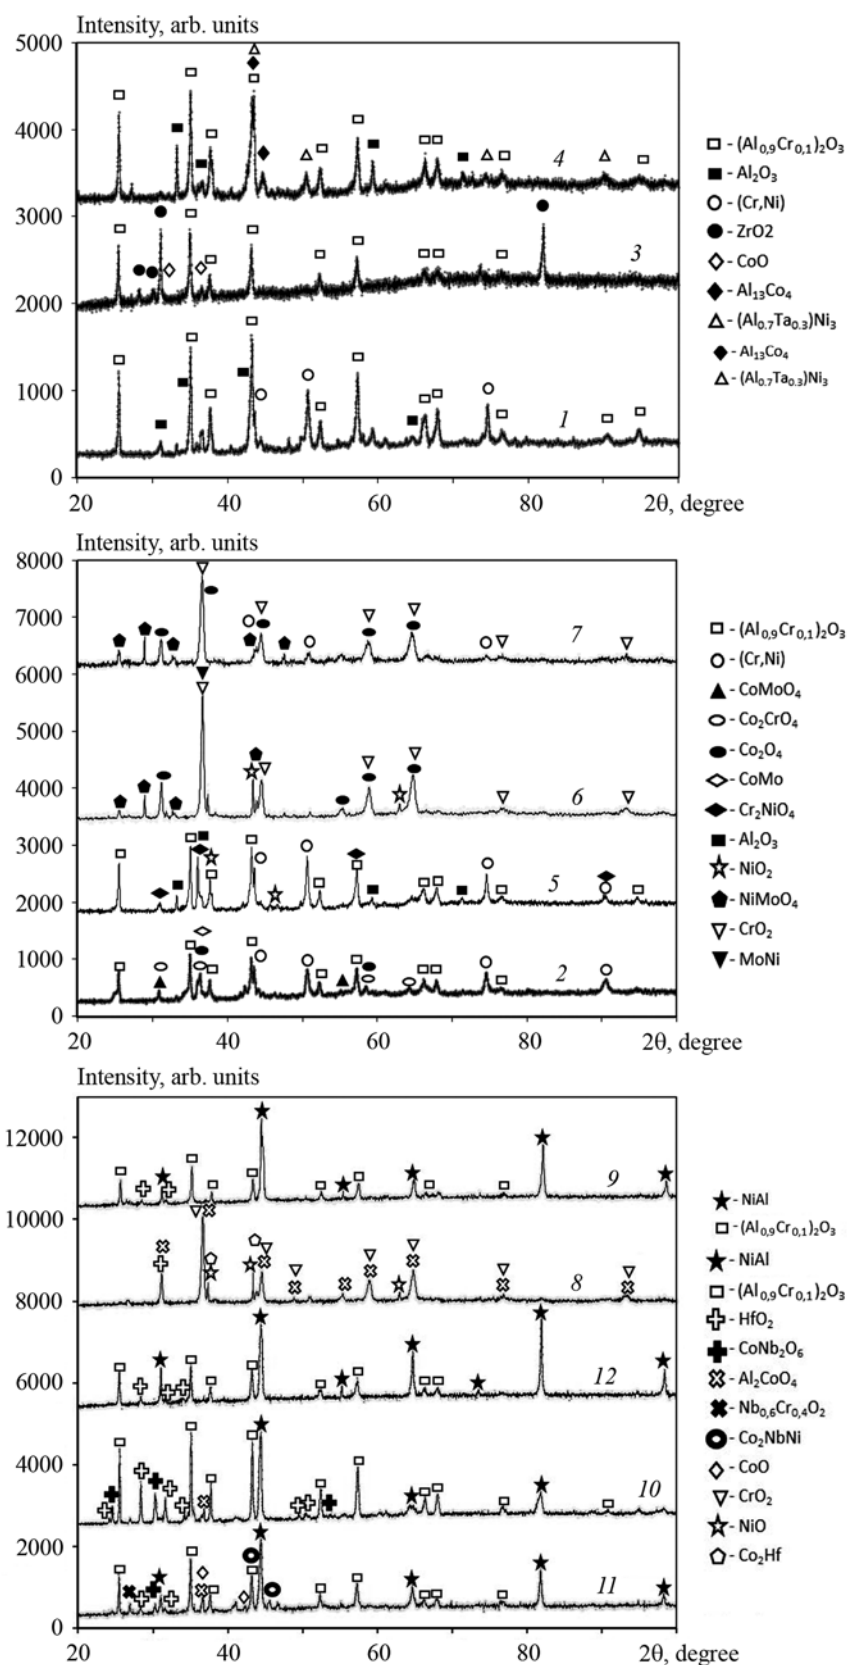 Intensity, arb. units
5000
4000
3000
2000
1000
0
4
3
1
20 40 60 80 2θ, degree
- (Al0,9Cr0,1)2O3
- Al2O3
- (Cr,Ni)
- ZrO2
- CoO
- Al13Co4
- (Al0.7Ta0.3)Ni3
- Al13Co4
- (Al0.7Ta0.3)Ni3
Intensity, arb. units
8000
7000
6000
5000
4000
3000
2000
1000
0
7
6
5
2
20 40 60 80 2θ, degree
- (Al0,9Cr0,1)2O3
- (Cr,Ni)
- CoMoO4
- Co2CrO4
- Co2O4
- CoMo
- Cr2NiO4
- Al2O3
- NiO2
- NiMoO4
- CrO2
- MoNi
Intensity, arb. units
12000
10000
8000
6000
4000
2000
0
9
8
12
10
11
20 40 60 80 2θ, degree
- NiAl
- (Al0,9Cr0,1)2O3
- NiAl
- (Al0,9Cr0,1)2O3
- HfO2
- CoNb2O6
- Al2CoO4
- Nb0,6Cr0,4O2
- Co2NbNi
- CoO
- CrO2
- NiO
- Co2Hf